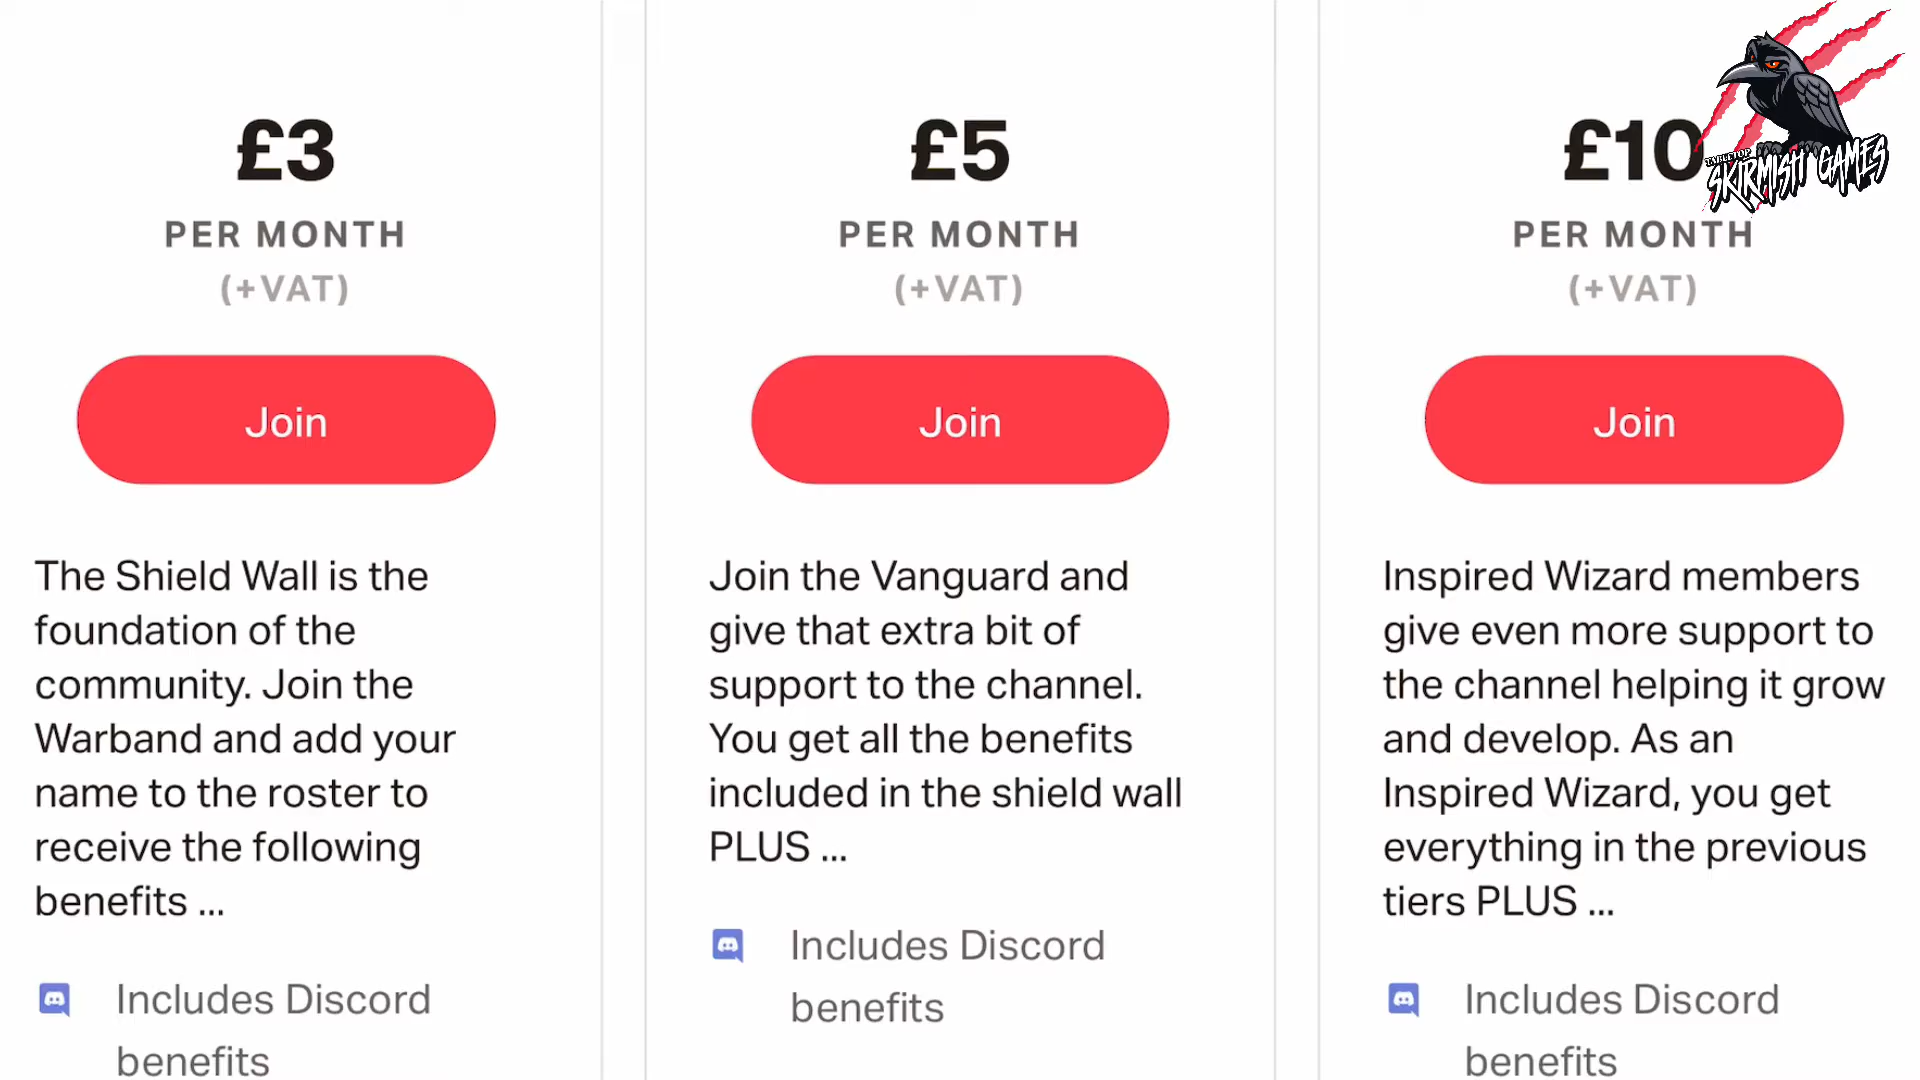 £3
PER MONTH
(+VAT)
Join
The Shield Wall is the
foundation of the
community. Join the
Warband and add your
name to the roster to
receive the following
benefits ...
Includes Discord
benefits
£5
PER MONTH
(+VAT)
Join
Join the Vanguard and
give that extra bit of
support to the channel.
You get all the benefits
included in the shield wall
PLUS ...
Includes Discord
benefits
£10
PER MONTH
(+VAT)
Join
Inspired Wizard members
give even more support to
the channel helping it grow
and develop. As an
Inspired Wizard, you get
everything in the previous
tiers PLUS ...
Includes Discord
benefits
TABLETOP
SKIRMISH GAMES